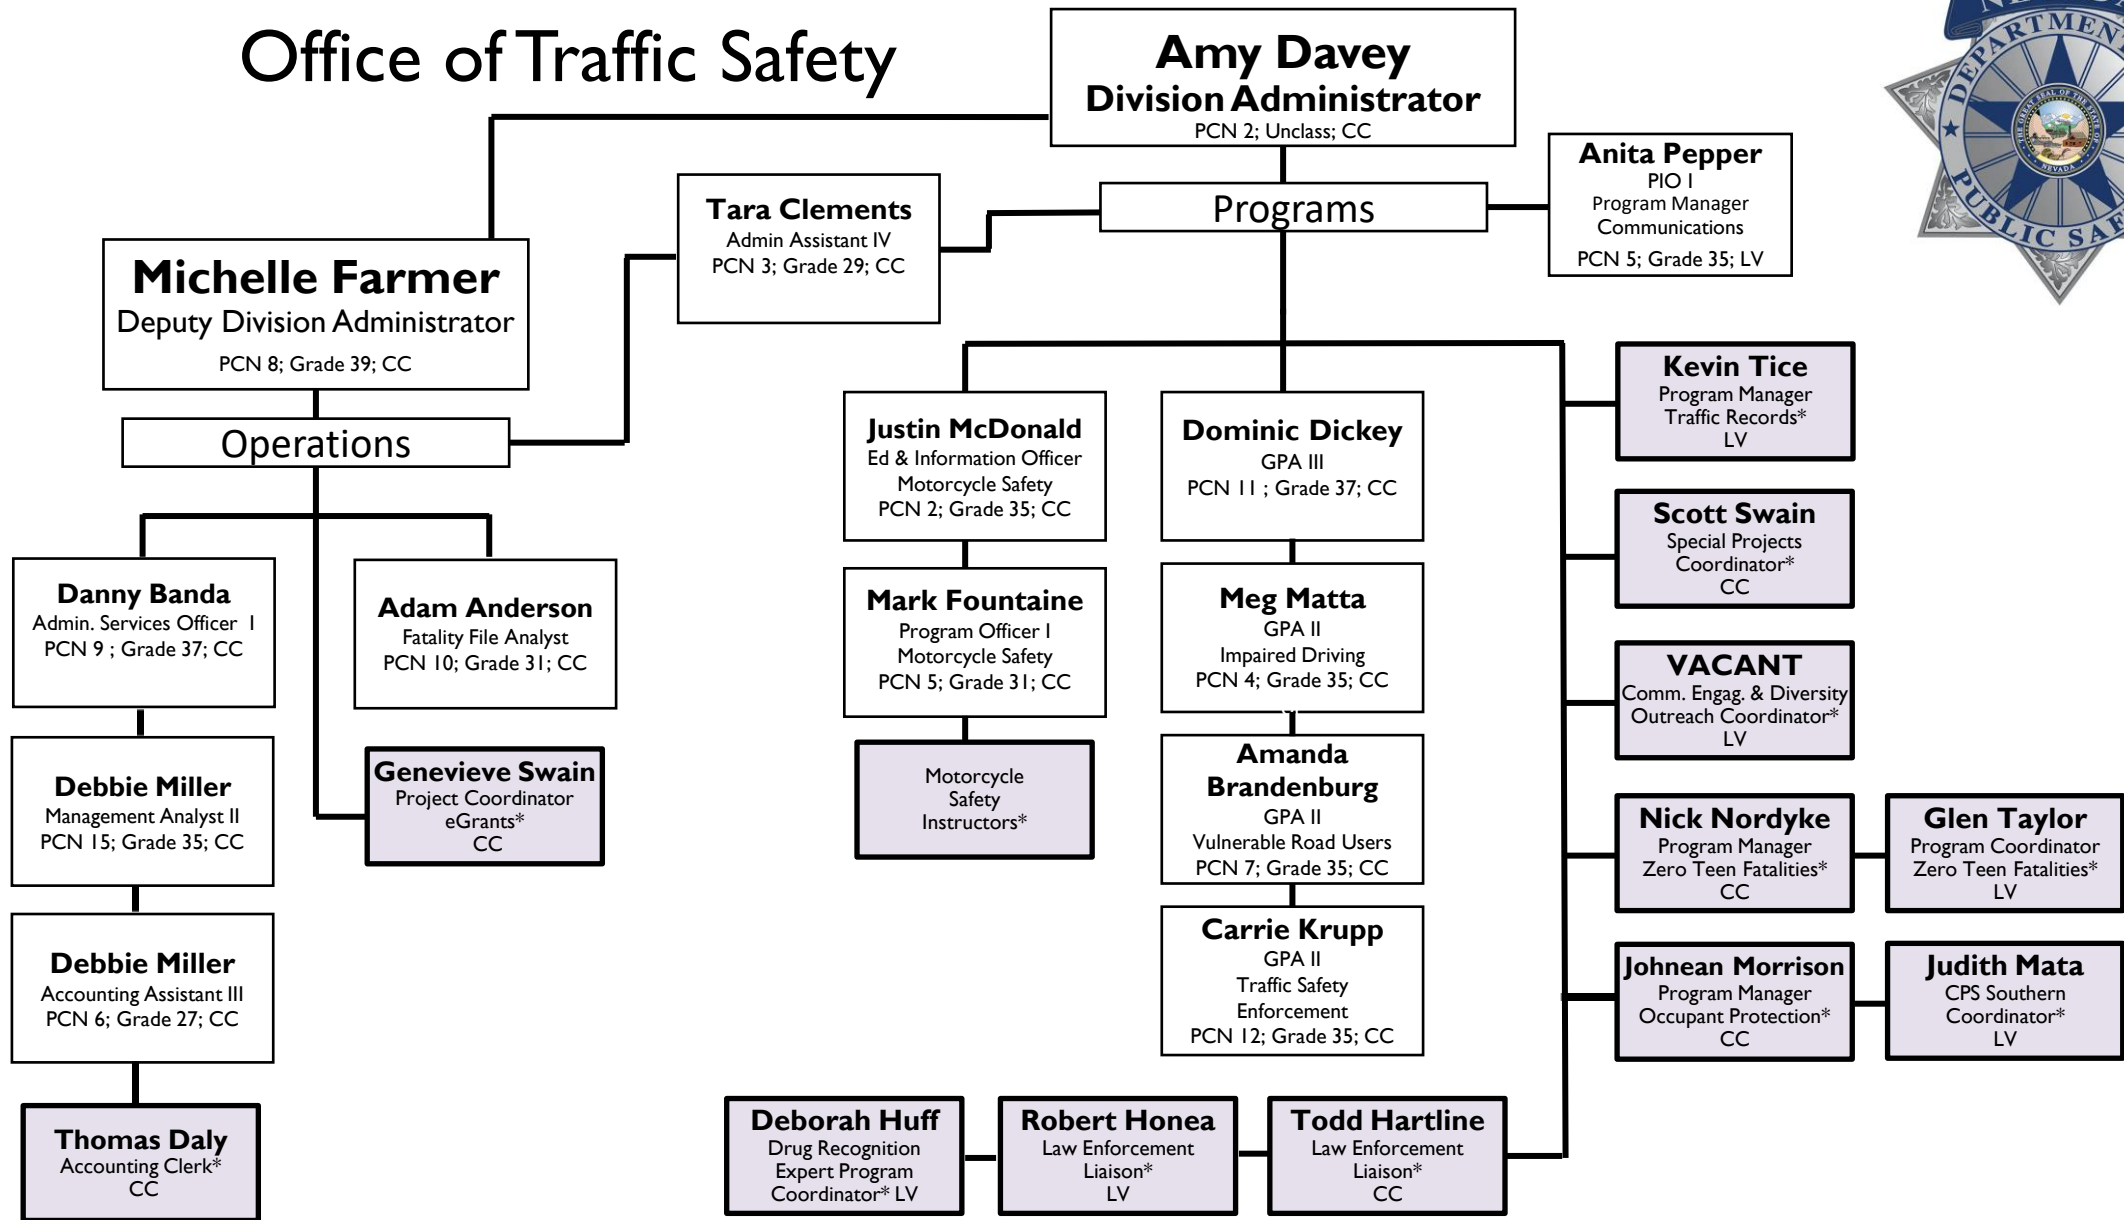 Office of Traffic Safety
Amy Davey
Division Administrator
PCN 2; Unclass; CC
DEPARTMENT
PUBLIC
NEVADA
Anita Pepper
PIO I
Program Manager
Communications
PCN 5; Grade 35; LV
Programs
Tara Clements
Admin Assistant IV
PCN 3; Grade 29; CC
Michelle Farmer
Deputy Division Administrator
PCN 8; Grade 39; CC
Operations
Danny Banda
Admin. Services Officer I
PCN 9 ; Grade 37; CC
Adam Anderson
Fatality File Analyst
PCN 10; Grade 31; CC
Debbie Miller
Management Analyst II
PCN 15; Grade 35; CC
Genevieve Swain
Project Coordinator
eGrants*
CC
Debbie Miller
Accounting Assistant III
PCN 6; Grade 27; CC
Thomas Daly
Accounting Clerk*
CC
Justin McDonald
Ed & Information Officer
Motorcycle Safety
PCN 2; Grade 35; CC
Mark Fountaine
Program Officer I
Motorcycle Safety
PCN 5; Grade 31; CC
Motorcycle
Safety
Instructors*
Dominic Dickey
GPA III
PCN 11 ; Grade 37; CC
Meg Matta
GPA II
Impaired Driving
PCN 4; Grade 35; CC
Amanda
Brandenburg
GPA II
Vulnerable Road Users
PCN 7; Grade 35; CC
Carrie Krupp
GPA II
Traffic Safety
Enforcement
PCN 12; Grade 35; CC
Kevin Tice
Program Manager
Traffic Records*
LV
Scott Swain
Special Projects
Coordinator*
CC
VACANT
Comm. Engag. & Diversity
Outreach Coordinator*
LV
Nick Nordyke
Program Manager
Zero Teen Fatalities*
CC
Glen Taylor
Program Coordinator
Zero Teen Fatalities*
LV
Johnean Morrison
Program Manager
Occupant Protection*
CC
Judith Mata
CPS Southern
Coordinator*
LV
Deborah Huff
Drug Recognition
Expert Program
Coordinator* LV
Robert Honea
Law Enforcement
Liaison*
LV
Todd Hartline
Law Enforcement
Liaison*
CC